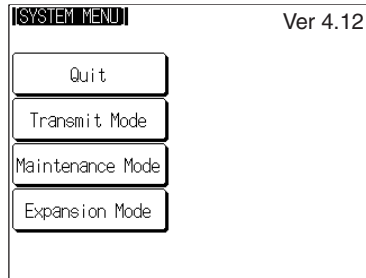 [SYSTEM MENU]
Ver 4.12
Quit
Transmit Mode
Maintenance Mode
Expansion Mode